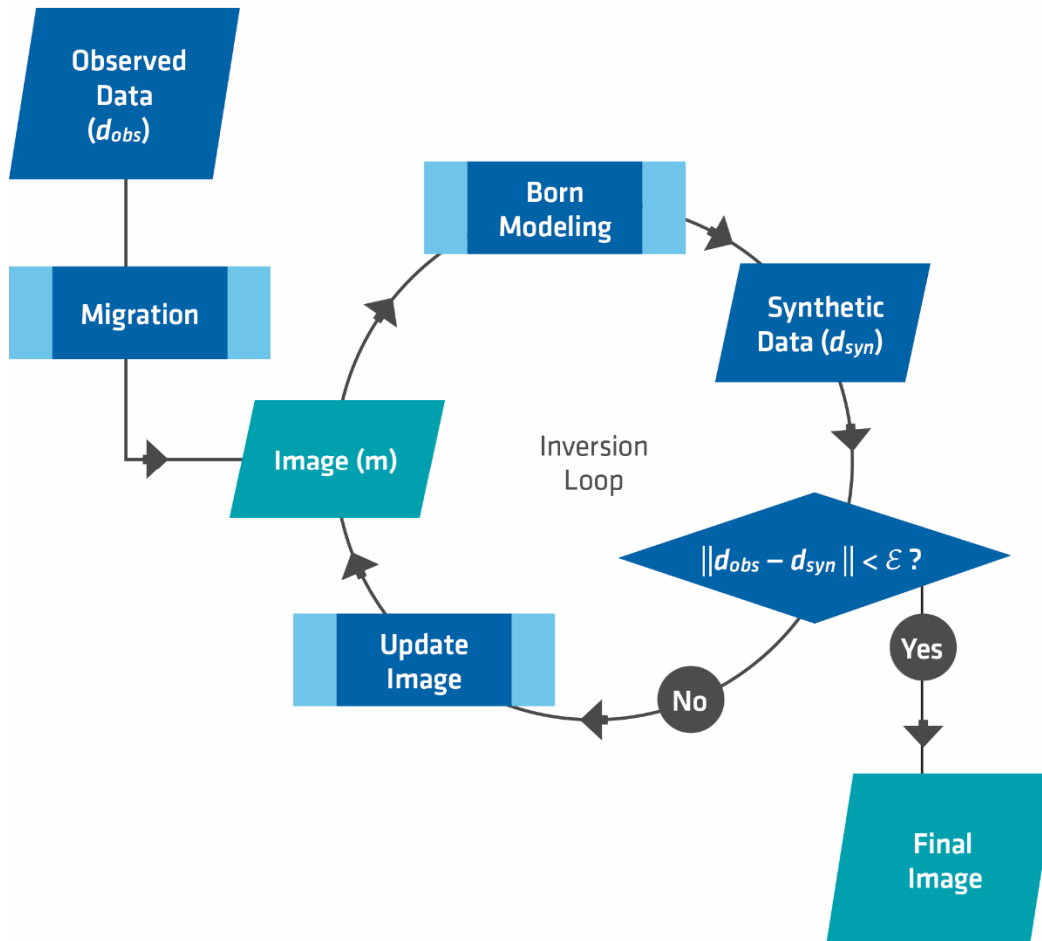 Observed
Data
(dobs)
Migration
Image (m)
Born
Modeling
Synthetic
Data (dsyn)
Inversion
Loop
||dobs – dsyn || < ℰ ?
No
Yes
Update
Image
Final
Image